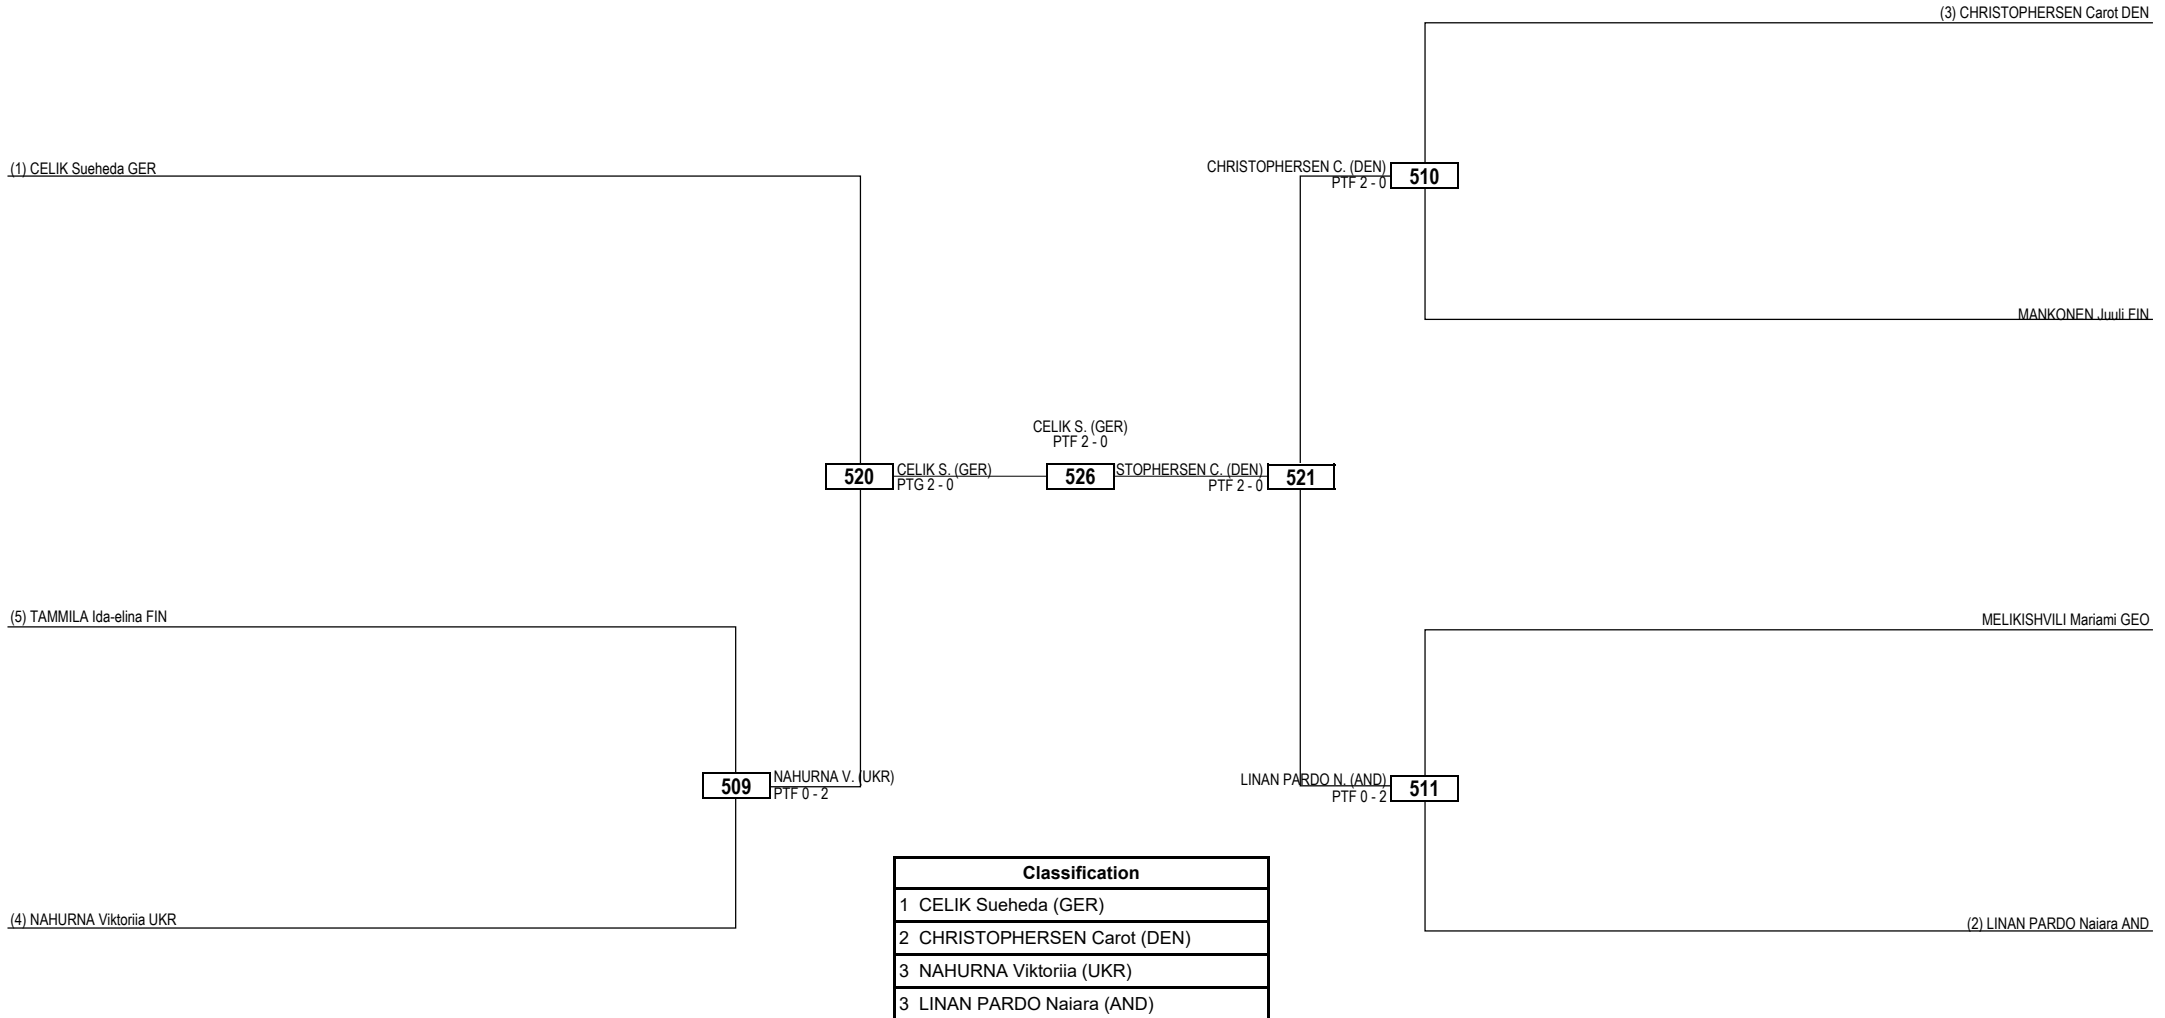 (3) CHRISTOPHERSEN Carot DEN
(1) CELIK Sueheda GER
CHRISTOPHERSEN C. (DEN)
PTF 2 - 0
510
MANKONEN Juuli FIN
CELIK S. (GER)
PTF 2 - 0
520
CELIK S. (GER)
PTG 2 - 0
526
STOPHERSEN C. (DEN)
PTF 2 - 0
521
(5) TAMMILA Ida-elina FIN
MELIKISHVILI Mariami GEO
509
NAHURNA V. (UKR)
PTF 0 - 2
LINAN PARDO N. (AND)
PTF 0 - 2
511
(4) NAHURNA Viktoriia UKR
(2) LINAN PARDO Naiara AND
Classification
1 CELIK Sueheda (GER)
2 CHRISTOPHERSEN Carot (DEN)
3 NAHURNA Viktoriia (UKR)
3 LINAN PARDO Naiara (AND)